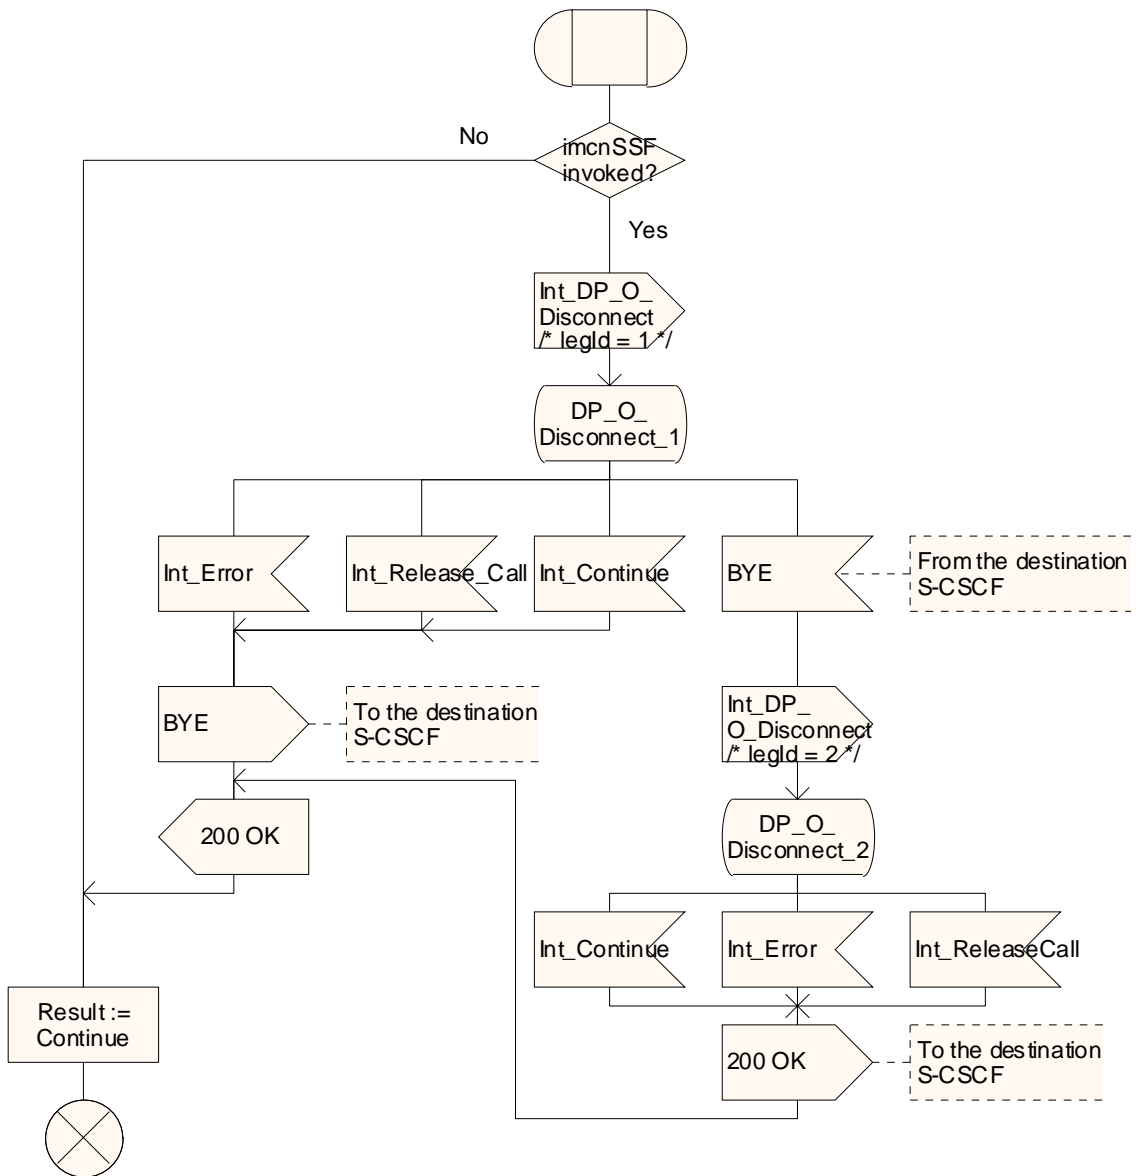 No
imcnSSF
invoked?
Yes
Int_DP_O_
Disconnect
/* legId = 1 */
DP_O_
Disconnect_1
Int_Error
Int_Release_Call
Int_Continue
BYE
From the destination
S-CSCF
BYE
To the destination
S-CSCF
Int_DP_
O_Disconnect
/* legId = 2 */
200 OK
DP_O_
Disconnect_2
Int_Continue
Int_Error
Int_ReleaseCall
Result :=
Continue
200 OK
To the destination
S-CSCF